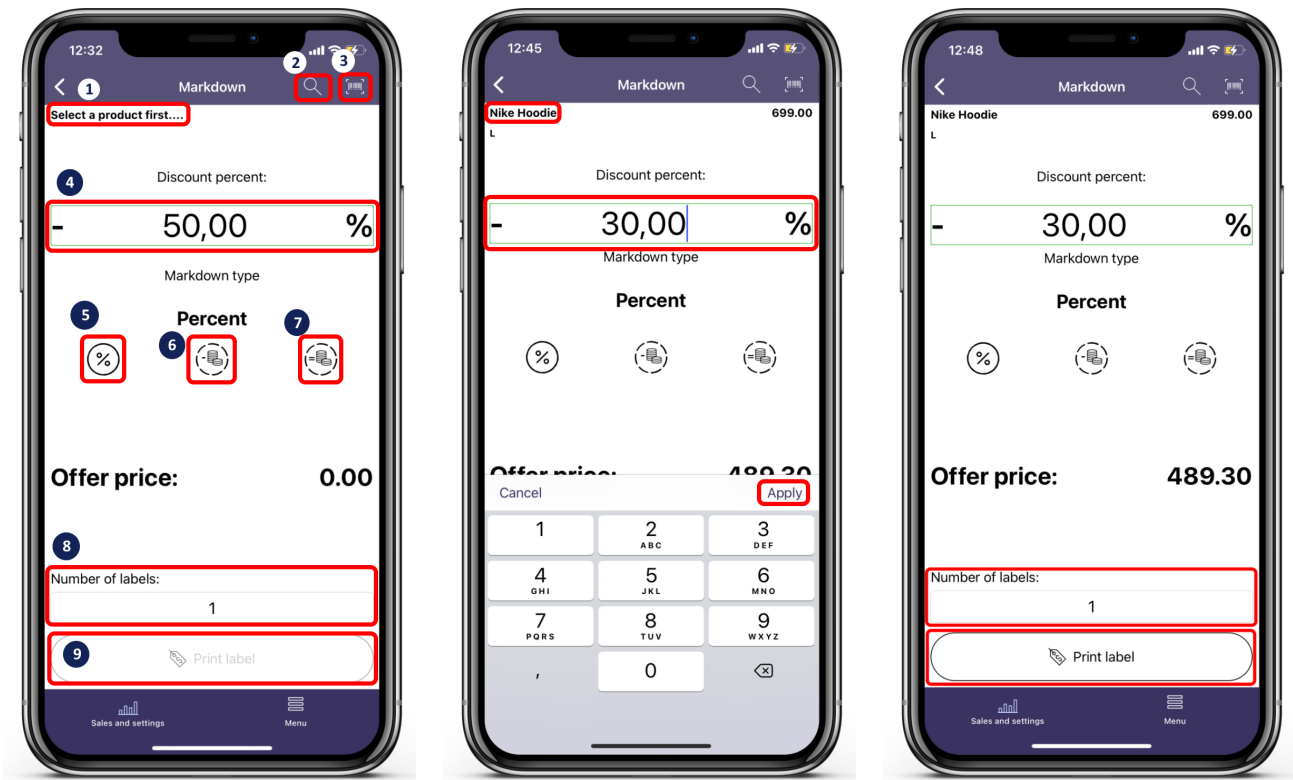 12:32
2
3
1
Markdown
Select a product first....
4
Discount percent:
- 50,00 %
Markdown type
5
Percent
7
6
%
-
=
Offer price: 0.00
8
Number of labels:
1
9
Print label
Sales and settings
Menu
12:45
Markdown
Nike Hoodie 699.00
L
Discount percent:
- 30,00 %
Markdown type
Percent
%
-
=
Offer price: 489.30
Cancel Apply
1 2 3
ABC DEF
4 5 6
GHI JKL MNO
7 8 9
PQRS TUV WXYZ
, 0
12:48
Markdown
Nike Hoodie 699.00
L
Discount percent:
- 30,00 %
Markdown type
Percent
%
-
=
Offer price: 489.30
Number of labels:
1
Print label
Sales and settings
Menu